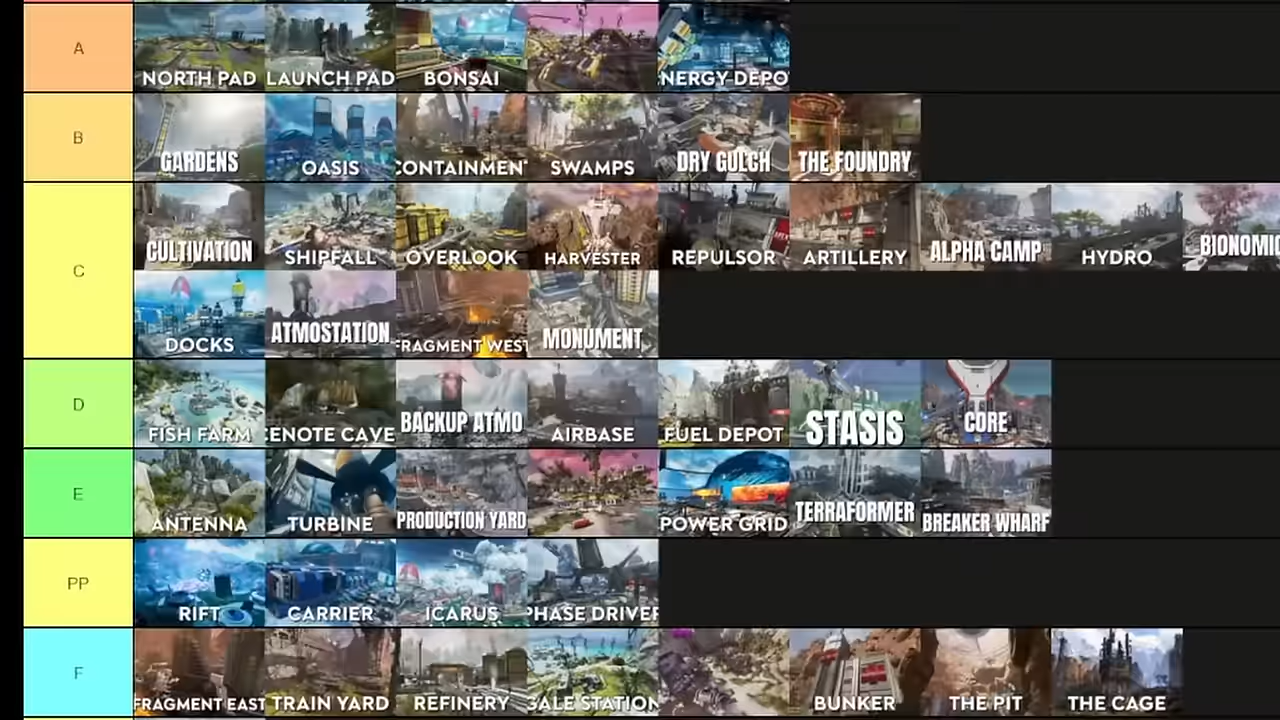 A
NORTH PAD
LAUNCH PAD
BONSAI
NERGY DEPO
B
GARDENS
OASIS
CONTAINMEN
SWAMPS
DRY GULCH
THE FOUNDRY
C
CULTIVATION
SHIPFALL
OVERLOOK
HARVESTER
REPULSOR
ARTILLERY
ALPHA CAMP
HYDRO
BIONOMIC
DOCKS
ATMOSTATION
FRAGMENT WEST
MONUMENT
D
FISH FARM
CENOTE CAVE
BACKUP ATMO
AIRBASE
FUEL DEPOT
STASIS
CORE
E
ANTENNA
TURBINE
PRODUCTION YARD
POWER GRID
TERRAFORMER
BREAKER WHARF
PP
RIFT
CARRIER
ICARUS
PHASE DRIVER
F
FRAGMENT EAST
TRAIN YARD
REFINERY
GALE STATION
BUNKER
THE PIT
THE CAGE